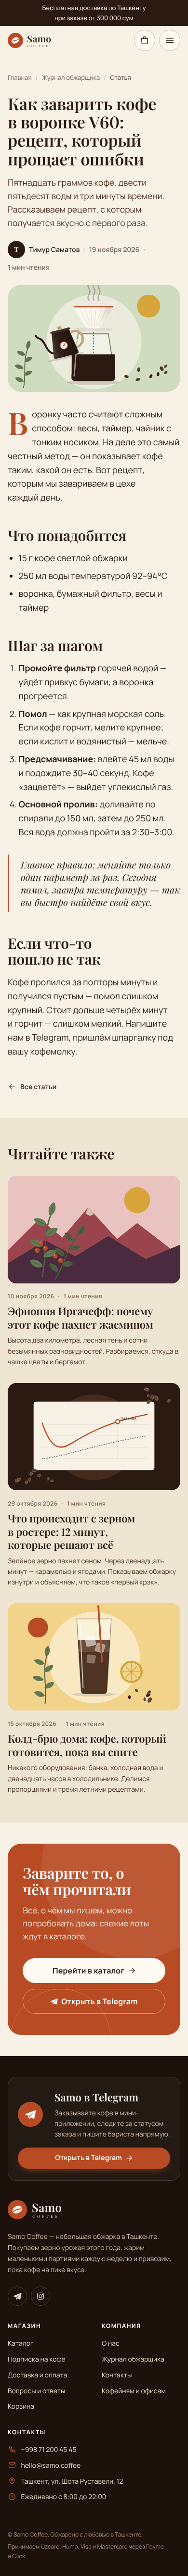 Бесплатная доставка по Ташкенту
при заказе от 300 000 сум
Samo
COFFEE
Главная / Журнал обжарщика / Статья
Как заварить кофе
в воронке V60:
рецепт, который
прощает ошибки
Пятнадцать граммов кофе, двести
пятьдесят воды и три минуты времени.
Рассказываем рецепт, с которым
получается вкусно с первого раза.
Т Тимур Саматов · 19 ноября 2026 ·
1 мин чтения
Воронку часто считают сложным
способом: весы, таймер, чайник с
тонким носиком. На деле это самый
честный метод — он показывает кофе
таким, какой он есть. Вот рецепт,
которым мы завариваем в цехе
каждый день.
Что понадобится
• 15 г кофе светлой обжарки
• 250 мл воды температурой 92–94°C
• воронка, бумажный фильтр, весы и
таймер
Шаг за шагом
1. Промойте фильтр горячей водой —
уйдёт привкус бумаги, а воронка
прогреется.
2. Помол — как крупная морская соль.
Если кофе горчит, мелите крупнее;
если кислит и водянистый — мельче.
3. Предсмачивание: влейте 45 мл воды
и подождите 30–40 секунд. Кофе
«зацветёт» — выйдет углекислый газ.
4. Основной пролив: доливайте по
спирали до 150 мл, затем до 250 мл.
Вся вода должна пройти за 2:30–3:00.
Главное правило: меняйте только
один параметр за раз. Сегодня
помол, завтра температуру — так
вы быстро найдёте свой вкус.
Если что-то
пошло не так
Кофе пролился за полторы минуты и
получился пустым — помол слишком
крупный. Стоит дольше четырёх минут
и горчит — слишком мелкий. Напишите
нам в Telegram, пришлём шпаргалку под
вашу кофемолку.
← Все статьи
Читайте также
10 ноября 2026 · 1 мин чтения
Эфиопия Иргачефф: почему
этот кофе пахнет жасмином
Высота два километра, лесная тень и сотни
безымянных разновидностей. Разбираемся, откуда в
чашке цветы и бергамот.
29 октября 2026 · 1 мин чтения
Что происходит с зерном
в ростере: 12 минут,
которые решают всё
Зелёное зерно пахнет сеном. Через двенадцать
минут — карамелью и ягодами. Показываем обжарку
изнутри и объясняем, что такое «первый крэк».
15 октября 2026 · 1 мин чтения
Колд-брю дома: кофе, который
готовится, пока вы спите
Никакого оборудования: банка, холодная вода и
двенадцать часов в холодильнике. Делимся
пропорциями и тремя летними рецептами.
Заварите то, о
чём прочитали
Всё, о чём мы пишем, можно
попробовать дома: свежие лоты
ждут в каталоге.
Перейти в каталог →
Открыть в Telegram
Samo в Telegram
Заказывайте кофе в мини-
приложении, следите за статусом
заказа и пишите бариста напрямую.
Открыть в Telegram →
Samo
COFFEE
Samo Coffee — небольшая обжарка в Ташкенте.
Покупаем зерно урожая этого года, жарим
маленькими партиями каждую неделю и привозим,
пока кофе на пике вкуса.
МАГАЗИН
Каталог
Подписка на кофе
Доставка и оплата
Вопросы и ответы
Корзина
КОМПАНИЯ
О нас
Журнал обжарщика
Контакты
Кофейням и офисам
КОНТАКТЫ
+998 71 200 45 45
hello@samo.coffee
Ташкент, ул. Шота Руставели, 12
Ежедневно с 8:00 до 22:00
© Samo Coffee. Обжарено с любовью в Ташкенте.
Принимаем Uzcard, Humo, Visa и Mastercard через Payme
и Click